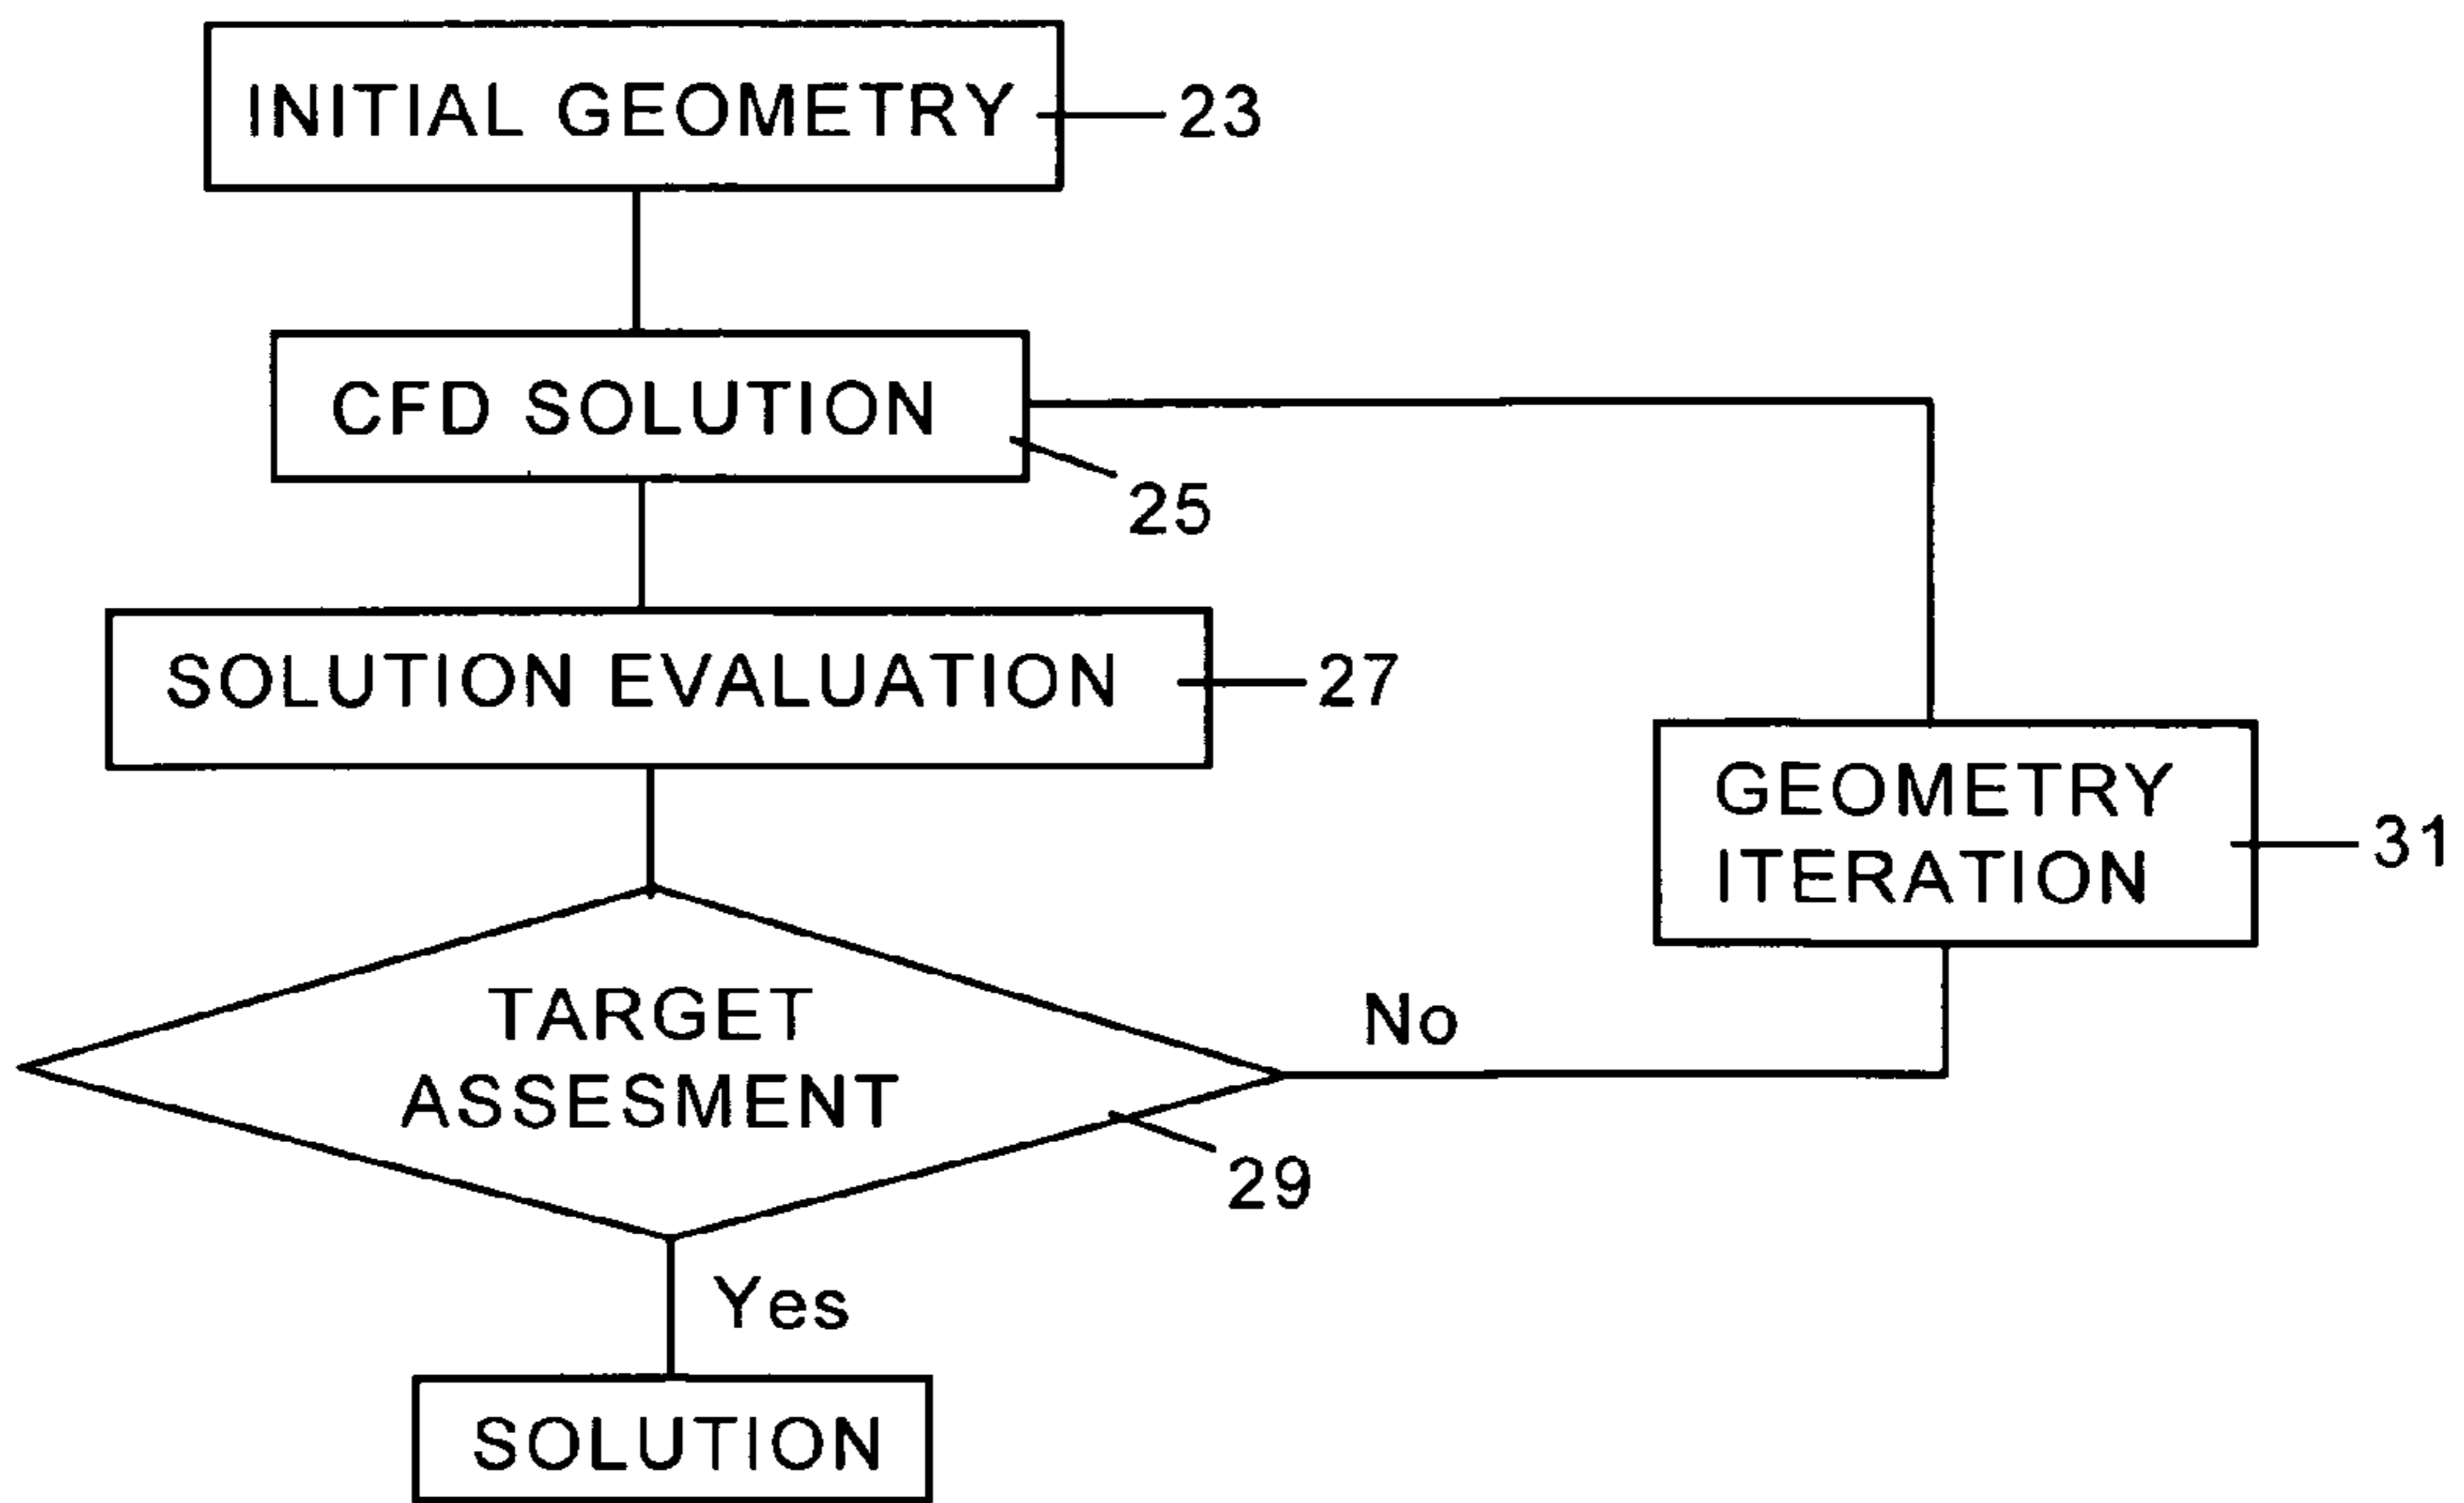 INITIAL GEOMETRY
23
CFD SOLUTION
25
SOLUTION EVALUATION
27
GEOMETRY
ITERATION
31
TARGET
ASSESMENT
No
29
Yes
SOLUTION